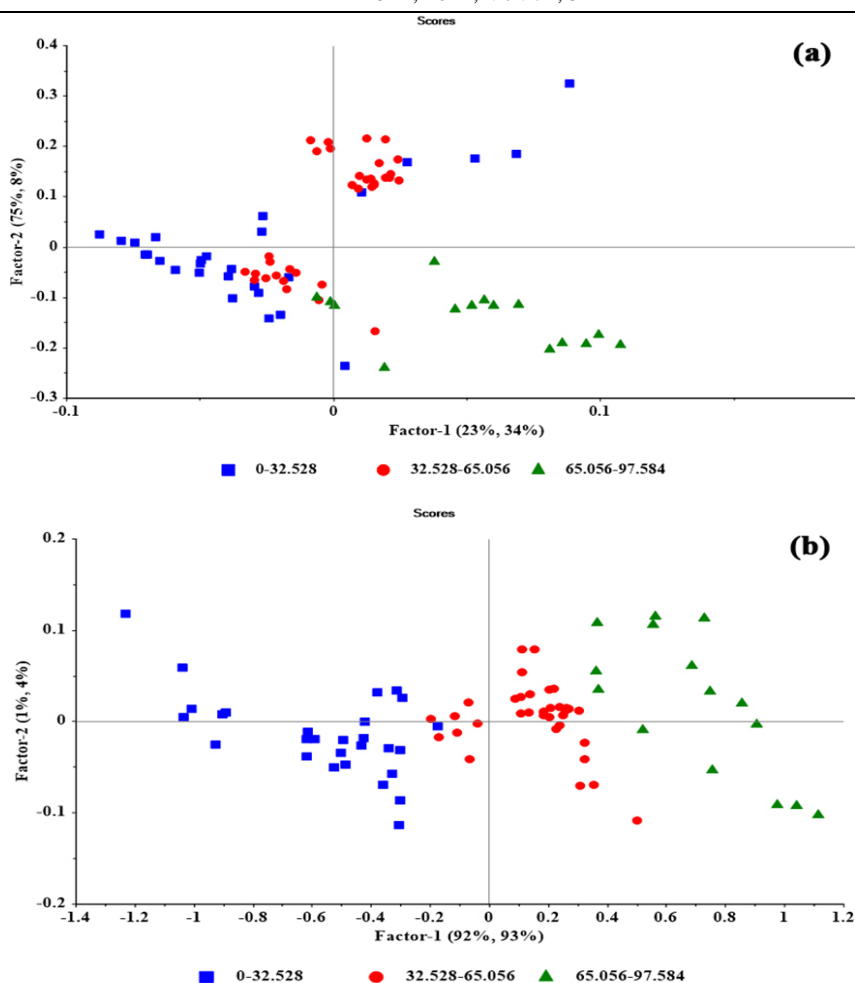 Scores
(a)
0.4
0.3
0.2
0.1
0
-0.1
-0.2
-0.3
Factor-2 (75%, 8%)
-0.1 0 0.1
Factor-1 (23%, 34%)
0-32.528 32.528-65.056 65.056-97.584
Scores
(b)
0.2
0.1
0
-0.1
-0.2
Factor-2 (1%, 4%)
-1.4 -1.2 -1 -0.8 -0.6 -0.4 -0.2 0 0.2 0.4 0.6 0.8 1 1.2
Factor-1 (92%, 93%)
0-32.528 32.528-65.056 65.056-97.584